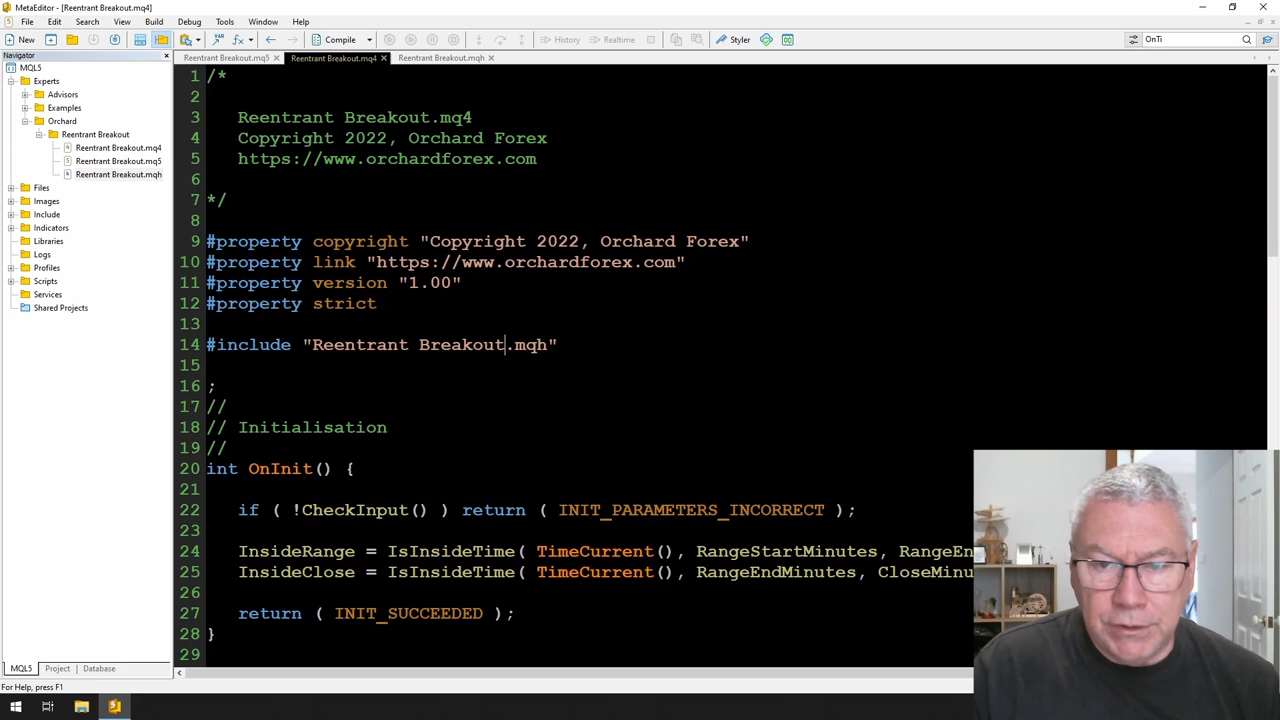 MetaEditor - [Reentrant Breakout.mq4]
File Edit Search View Build Debug Tools Window Help
New Compile History Realtime Styler OnTi
Navigator
MQL5
Experts
Advisors
Examples
Orchard
Reentrant Breakout
Reentrant Breakout.mq4
Reentrant Breakout.mq5
Reentrant Breakout.mqh
Files
Images
Include
Indicators
Libraries
Logs
Profiles
Scripts
Services
Shared Projects
MQL5 Project Database
For Help, press F1
Reentrant Breakout.mq5 Reentrant Breakout.mq4 Reentrant Breakout.mqh
1 /*
2
3 Reentrant Breakout.mq4
4 Copyright 2022, Orchard Forex
5 https://www.orchardforex.com
6
7 */
8
9 #property copyright "Copyright 2022, Orchard Forex"
10 #property link "https://www.orchardforex.com"
11 #property version "1.00"
12 #property strict
13
14 #include "Reentrant Breakout.mqh"
15
16 ;
17 //
18 // Initialisation
19 //
20 int OnInit() {
21
22 if ( !CheckInput() ) return ( INIT_PARAMETERS_INCORRECT );
23
24 InsideRange = IsInsideTime( TimeCurrent(), RangeStartMinutes, RangeEn
25 InsideClose = IsInsideTime( TimeCurrent(), RangeEndMinutes, CloseMinu
26
27 return ( INIT_SUCCEEDED );
28 }
29